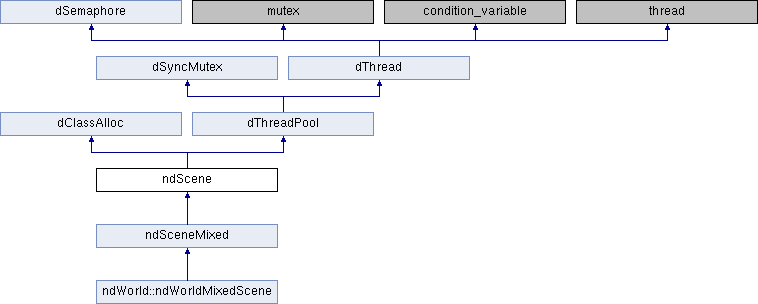 dSemaphore
mutex
condition_variable
thread
dSyncMutex
dThread
dClassAlloc
dThreadPool
ndScene
ndSceneMixed
ndWorld::ndWorldMixedScene